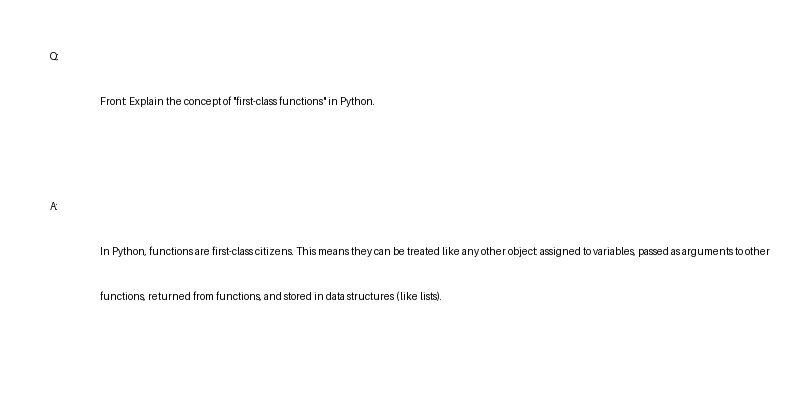 Q:
Front: Explain the concept of "first-class functions" in Python.
A:
In Python, functions are first-class citizens. This means they can be treated like any other object: assigned to variables, passed as arguments to other
functions, returned from functions, and stored in data structures (like lists).